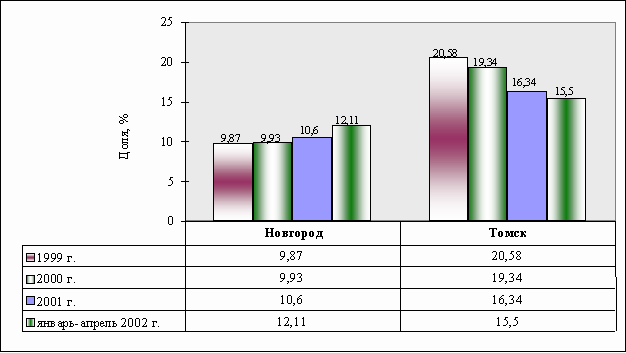 25
20
15
10
5
0
Доля, %
9,87
9,93
10,6
12,11
20,58
19,34
16,34
15,5
Новгород Томск
1999 г. 9,87 20,58
2000 г. 9,93 19,34
2001 г. 10,6 16,34
январь-апрель 2002 г. 12,11 15,5